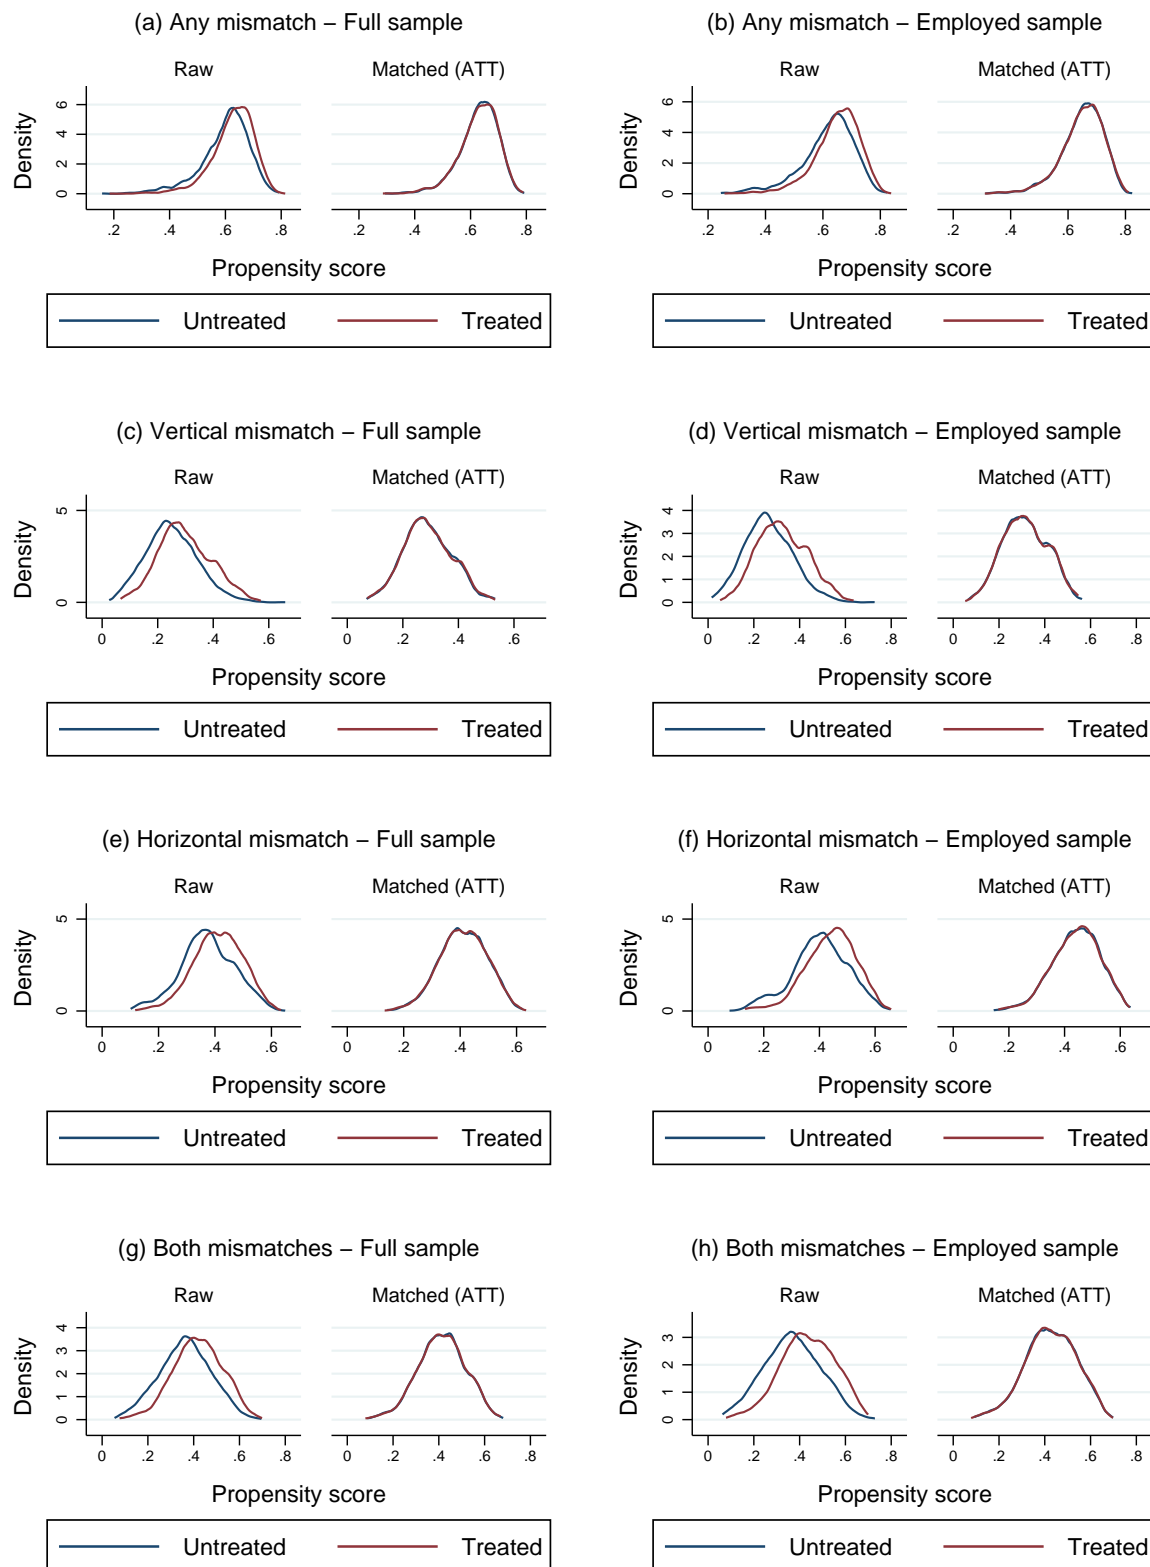 (a) Any mismatch – Full sample
Raw
Matched (ATT)
Density
0 2 4 6
.2 .4 .6 .8
.2 .4 .6 .8
Propensity score
Untreated Treated
(b) Any mismatch – Employed sample
Raw
Matched (ATT)
Density
0 2 4 6
.2 .4 .6 .8
.2 .4 .6 .8
Propensity score
Untreated Treated
(c) Vertical mismatch – Full sample
Raw
Matched (ATT)
Density
0 5
0 .2 .4 .6
0 .2 .4 .6
Propensity score
Untreated Treated
(d) Vertical mismatch – Employed sample
Raw
Matched (ATT)
Density
0 1 2 3 4
0 .2 .4 .6 .8
0 .2 .4 .6 .8
Propensity score
Untreated Treated
(e) Horizontal mismatch – Full sample
Raw
Matched (ATT)
Density
0 5
0 .2 .4 .6
0 .2 .4 .6
Propensity score
Untreated Treated
(f) Horizontal mismatch – Employed sample
Raw
Matched (ATT)
Density
0 5
0 .2 .4 .6
0 .2 .4 .6
Propensity score
Untreated Treated
(g) Both mismatches – Full sample
Raw
Matched (ATT)
Density
0 1 2 3 4
0 .2 .4 .6 .8
0 .2 .4 .6 .8
Propensity score
Untreated Treated
(h) Both mismatches – Employed sample
Raw
Matched (ATT)
Density
0 1 2 3
0 .2 .4 .6 .8
0 .2 .4 .6 .8
Propensity score
Untreated Treated